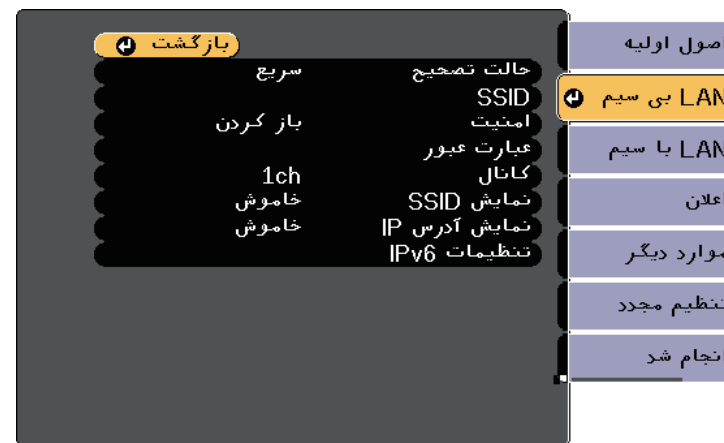 اصول اولیه
LAN بی سیم
LAN با سیم
اعلان
موارد دیگر
تنظیم مجدد
انجام شد
بازگشت
حالت تصحیح سریع
SSID
امنیت باز کردن
عبارت عبور
کانال 1ch
نمایش SSID خاموش
نمایش آدرس IP خاموش
تنظیمات IPv6